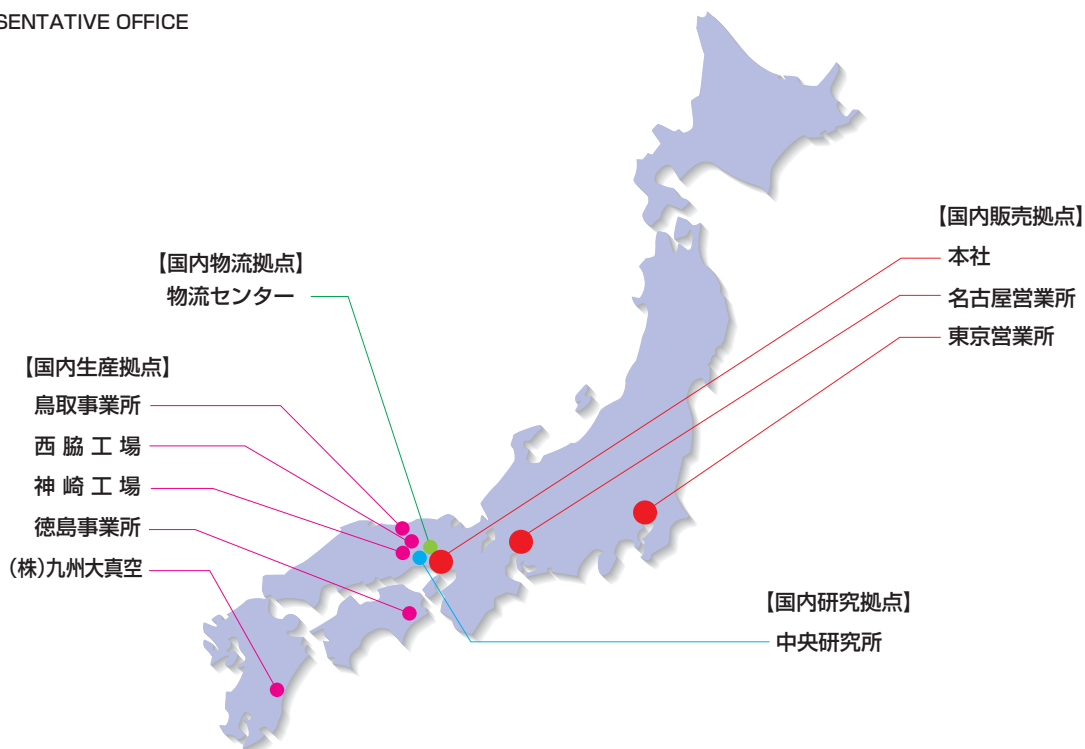 SENTATIVE OFFICE
【国内販売拠点】
本社
名古屋営業所
東京営業所
【国内物流拠点】
物流センター
【国内生産拠点】
鳥取事業所
西 脇 工 場
神 崎 工 場
徳島事業所
(株)九州大真空
【国内研究拠点】
中央研究所